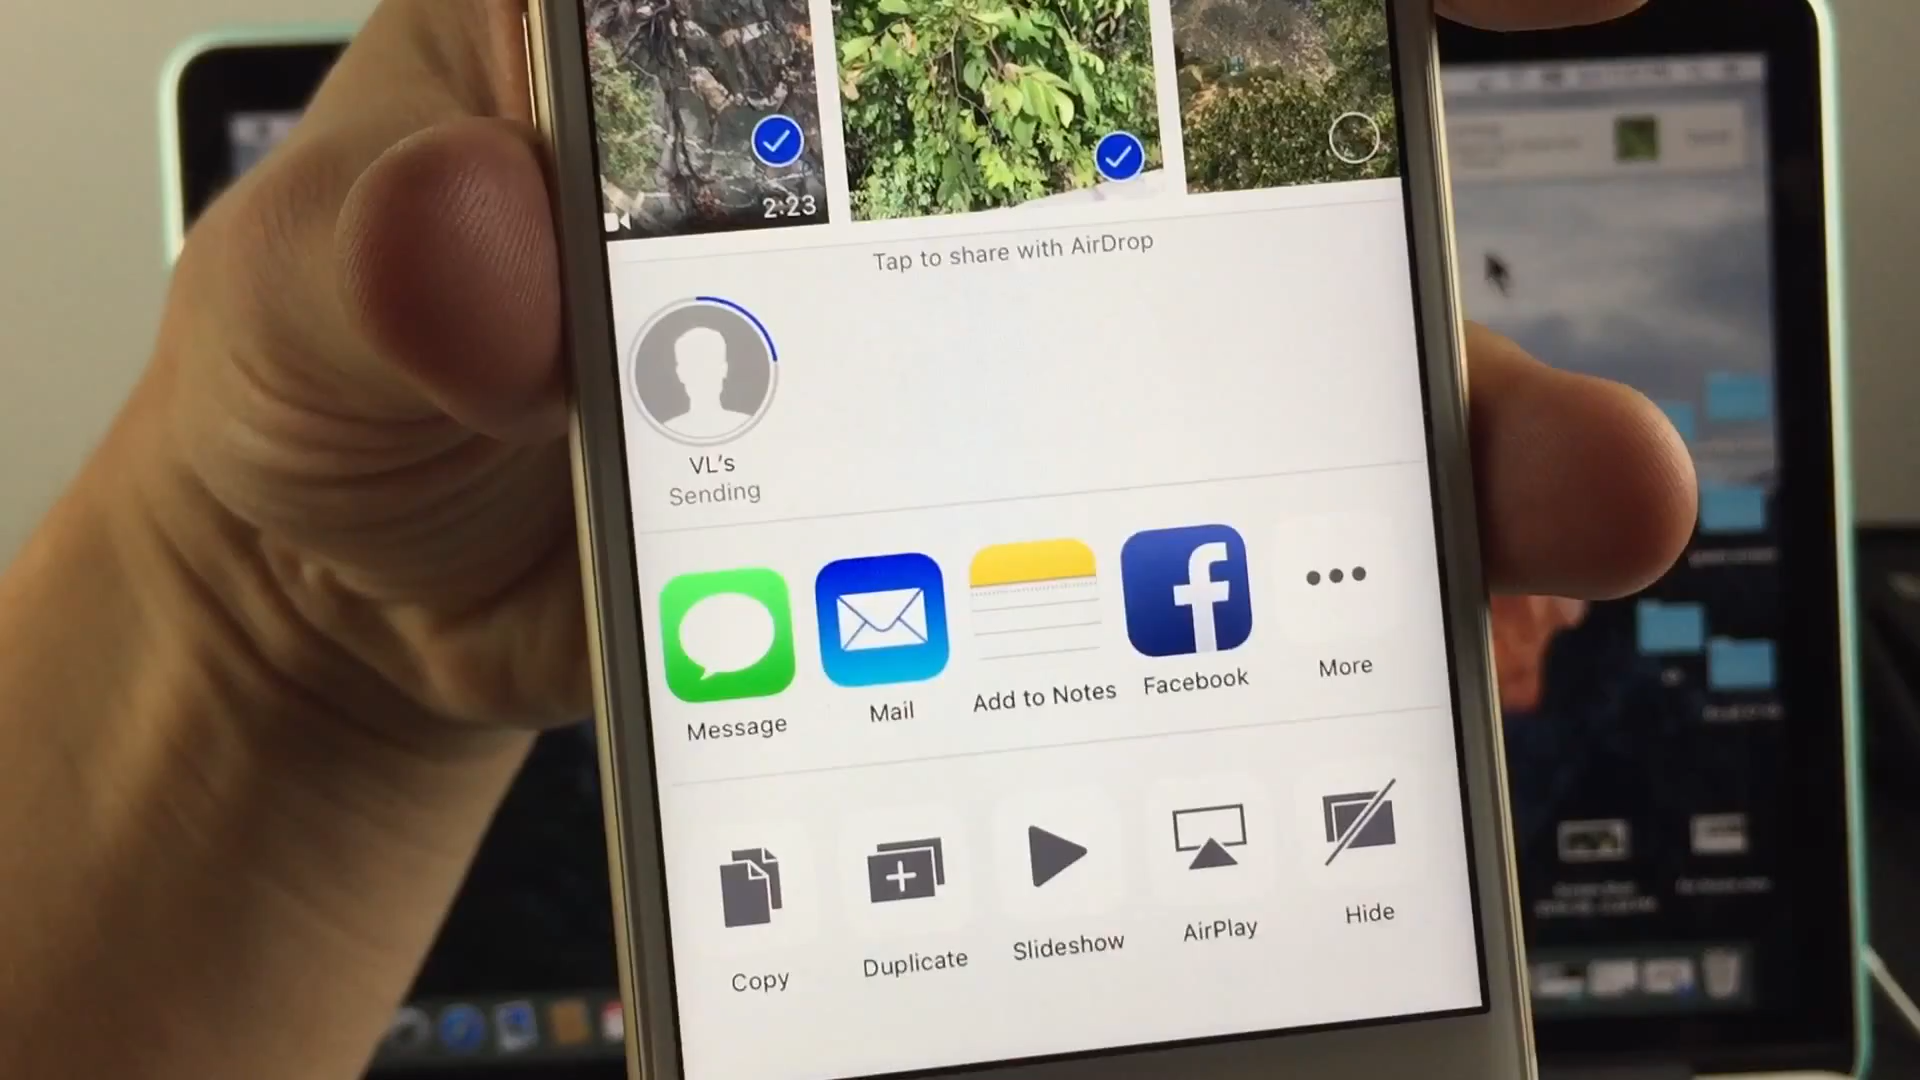 2:23
Tap to share with AirDrop
VL's
Sending
Message
Mail
Add to Notes
Facebook
More
Copy
Duplicate
Slideshow
AirPlay
Hide